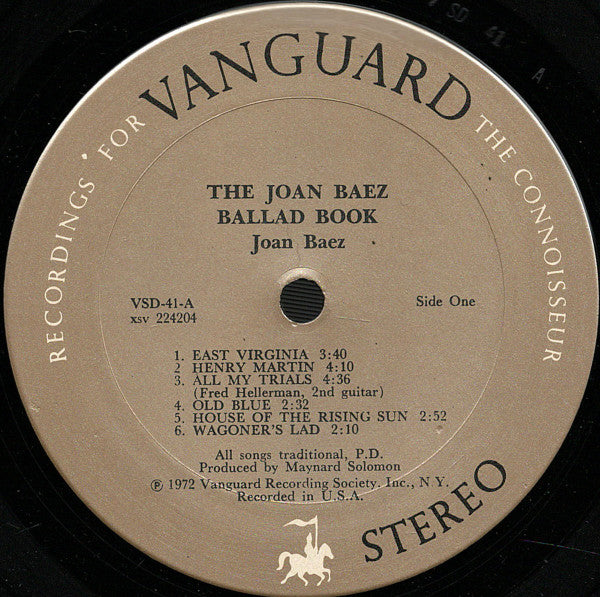 SD 41 A
RECORDINGS FOR VANGUARD THE CONNOISSEUR
THE JOAN BAEZ
BALLAD BOOK
Joan Baez
VSD-41-A Side One
xsv 224204
1. EAST VIRGINIA 3:40
2 HENRY MARTIN 4:10
3. ALL MY TRIALS 4:36
(Fred Hellerman, 2nd guitar)
4. OLD BLUE 2:32
5. HOUSE OF THE RISING SUN 2:52
6. WAGONER'S LAD 2:10
All songs traditional, P.D.
Produced by Maynard Solomon
℗ 1972 Vanguard Recording Society. Inc., N. Y.
Recorded in U.S.A.
STEREO